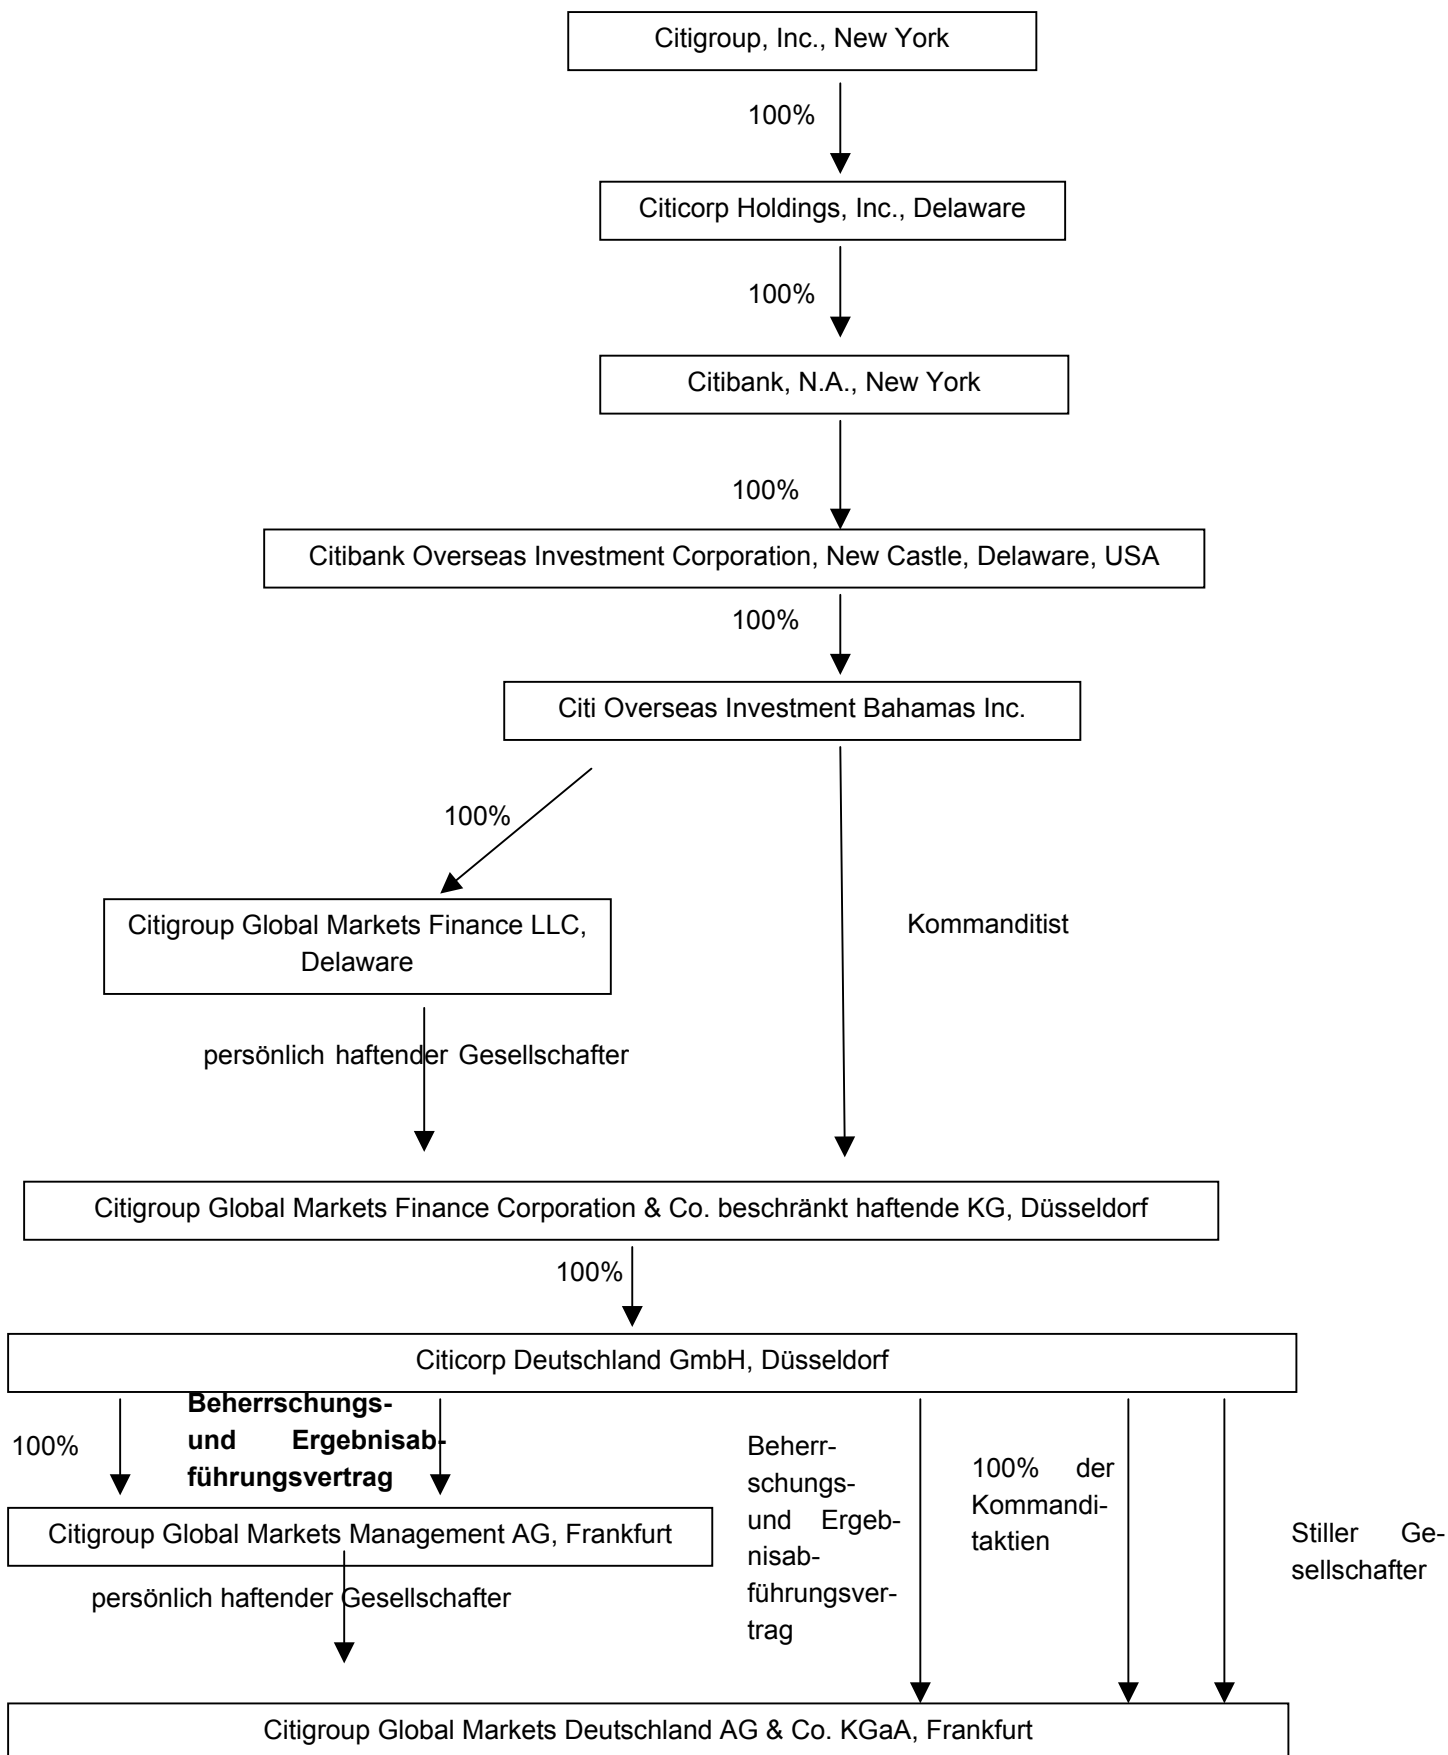 Citigroup, Inc., New York
100%
Citicorp Holdings, Inc., Delaware
100%
Citibank, N.A., New York
100%
Citibank Overseas Investment Corporation, New Castle, Delaware, USA
100%
Citi Overseas Investment Bahamas Inc.
100%
Citigroup Global Markets Finance LLC,
Delaware
Kommanditist
persönlich haftender Gesellschafter
Citigroup Global Markets Finance Corporation & Co. beschränkt haftende KG, Düsseldorf
100%
Citicorp Deutschland GmbH, Düsseldorf
100%
Beherrschungs-
und Ergebnisab-
führungsvertrag
Beherr-
schungs-
und Ergeb-
nisab-
führungsver-
trag
100% der
Kommandi-
taktien
Stiller Ge-
sellschafter
Citigroup Global Markets Management AG, Frankfurt
persönlich haftender Gesellschafter
Citigroup Global Markets Deutschland AG & Co. KGaA, Frankfurt